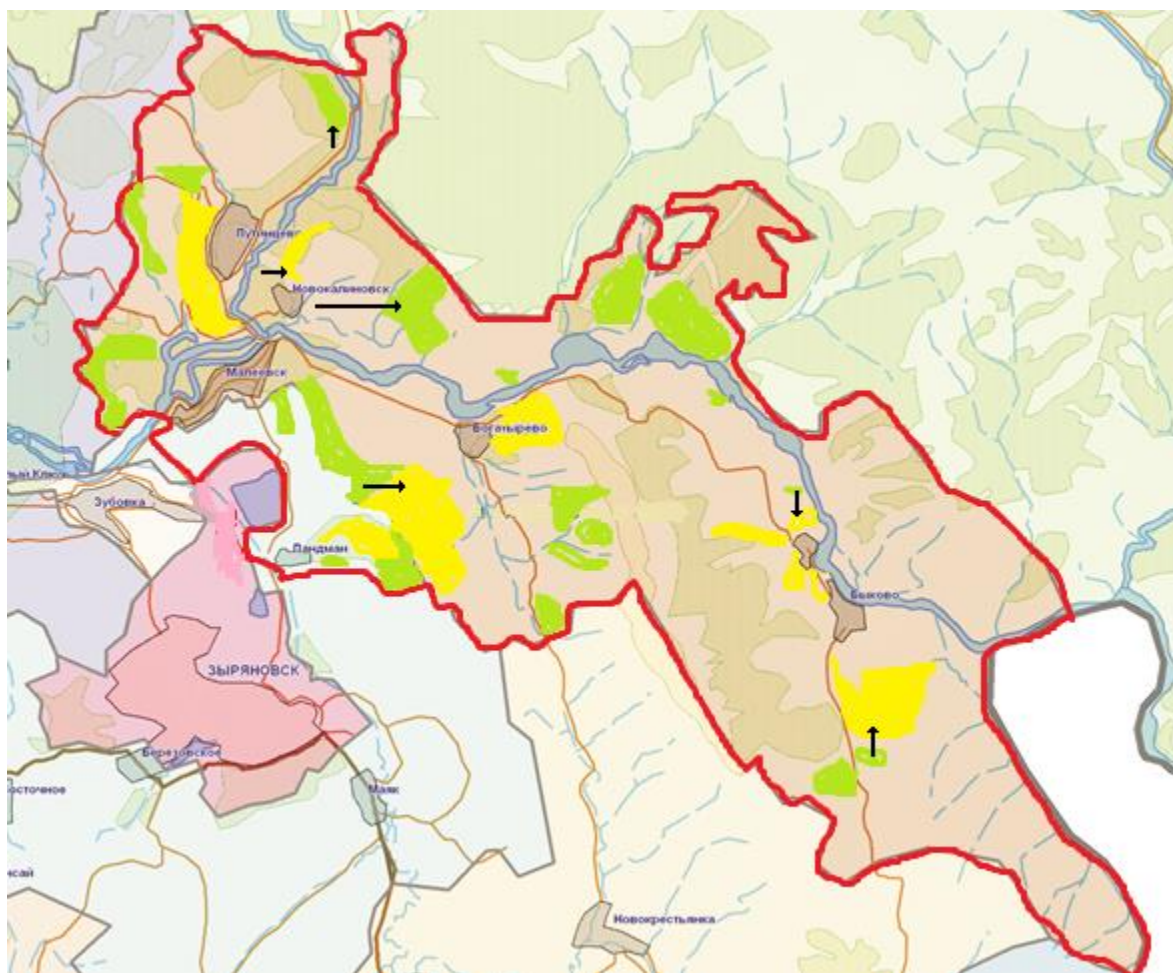 Путинцево
Новокалиновск
Малеевск
Богатырево
Зубовка
Ландман
Быково
ЗЫРЯНОВСК
Березовское
Маяк
Новокрестьянка